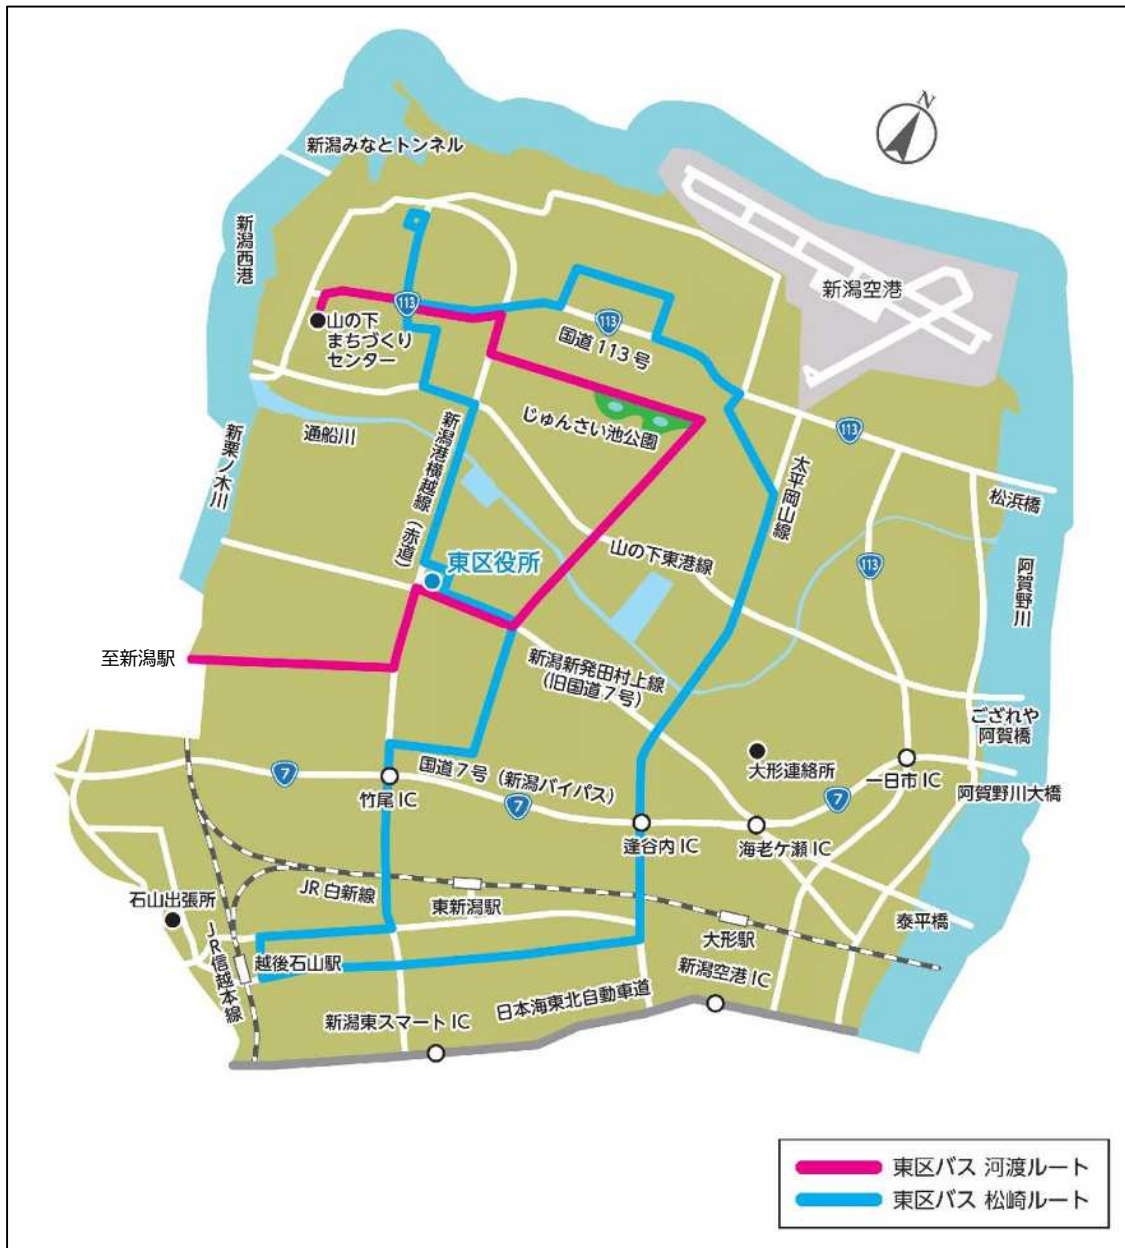 N
新潟みなとトンネル
新潟西港
新潟空港
113
山の下
まちづくり
センター
113
国道113号
じゅんさい池公園
通船川
新栗ノ木川
新潟港横越線(赤道)
113
太平岡山線
松浜橋
東区役所
山の下東港線
113
阿賀野川
至新潟駅
新潟新発田村上線
(旧国道7号)
ござれや
阿賀橋
大形連絡所
一日市 IC
阿賀野川大橋
7
竹尾 IC
国道7号(新潟バイパス)
7
7
逢谷内 IC
海老ケ瀬 IC
石山出張所
JR 白新線
東新潟駅
大形駅
泰平橋
JR信越本線
越後石山駅
新潟空港 IC
日本海東北自動車道
新潟東スマート IC
東区バス 河渡ルート
東区バス 松崎ルート